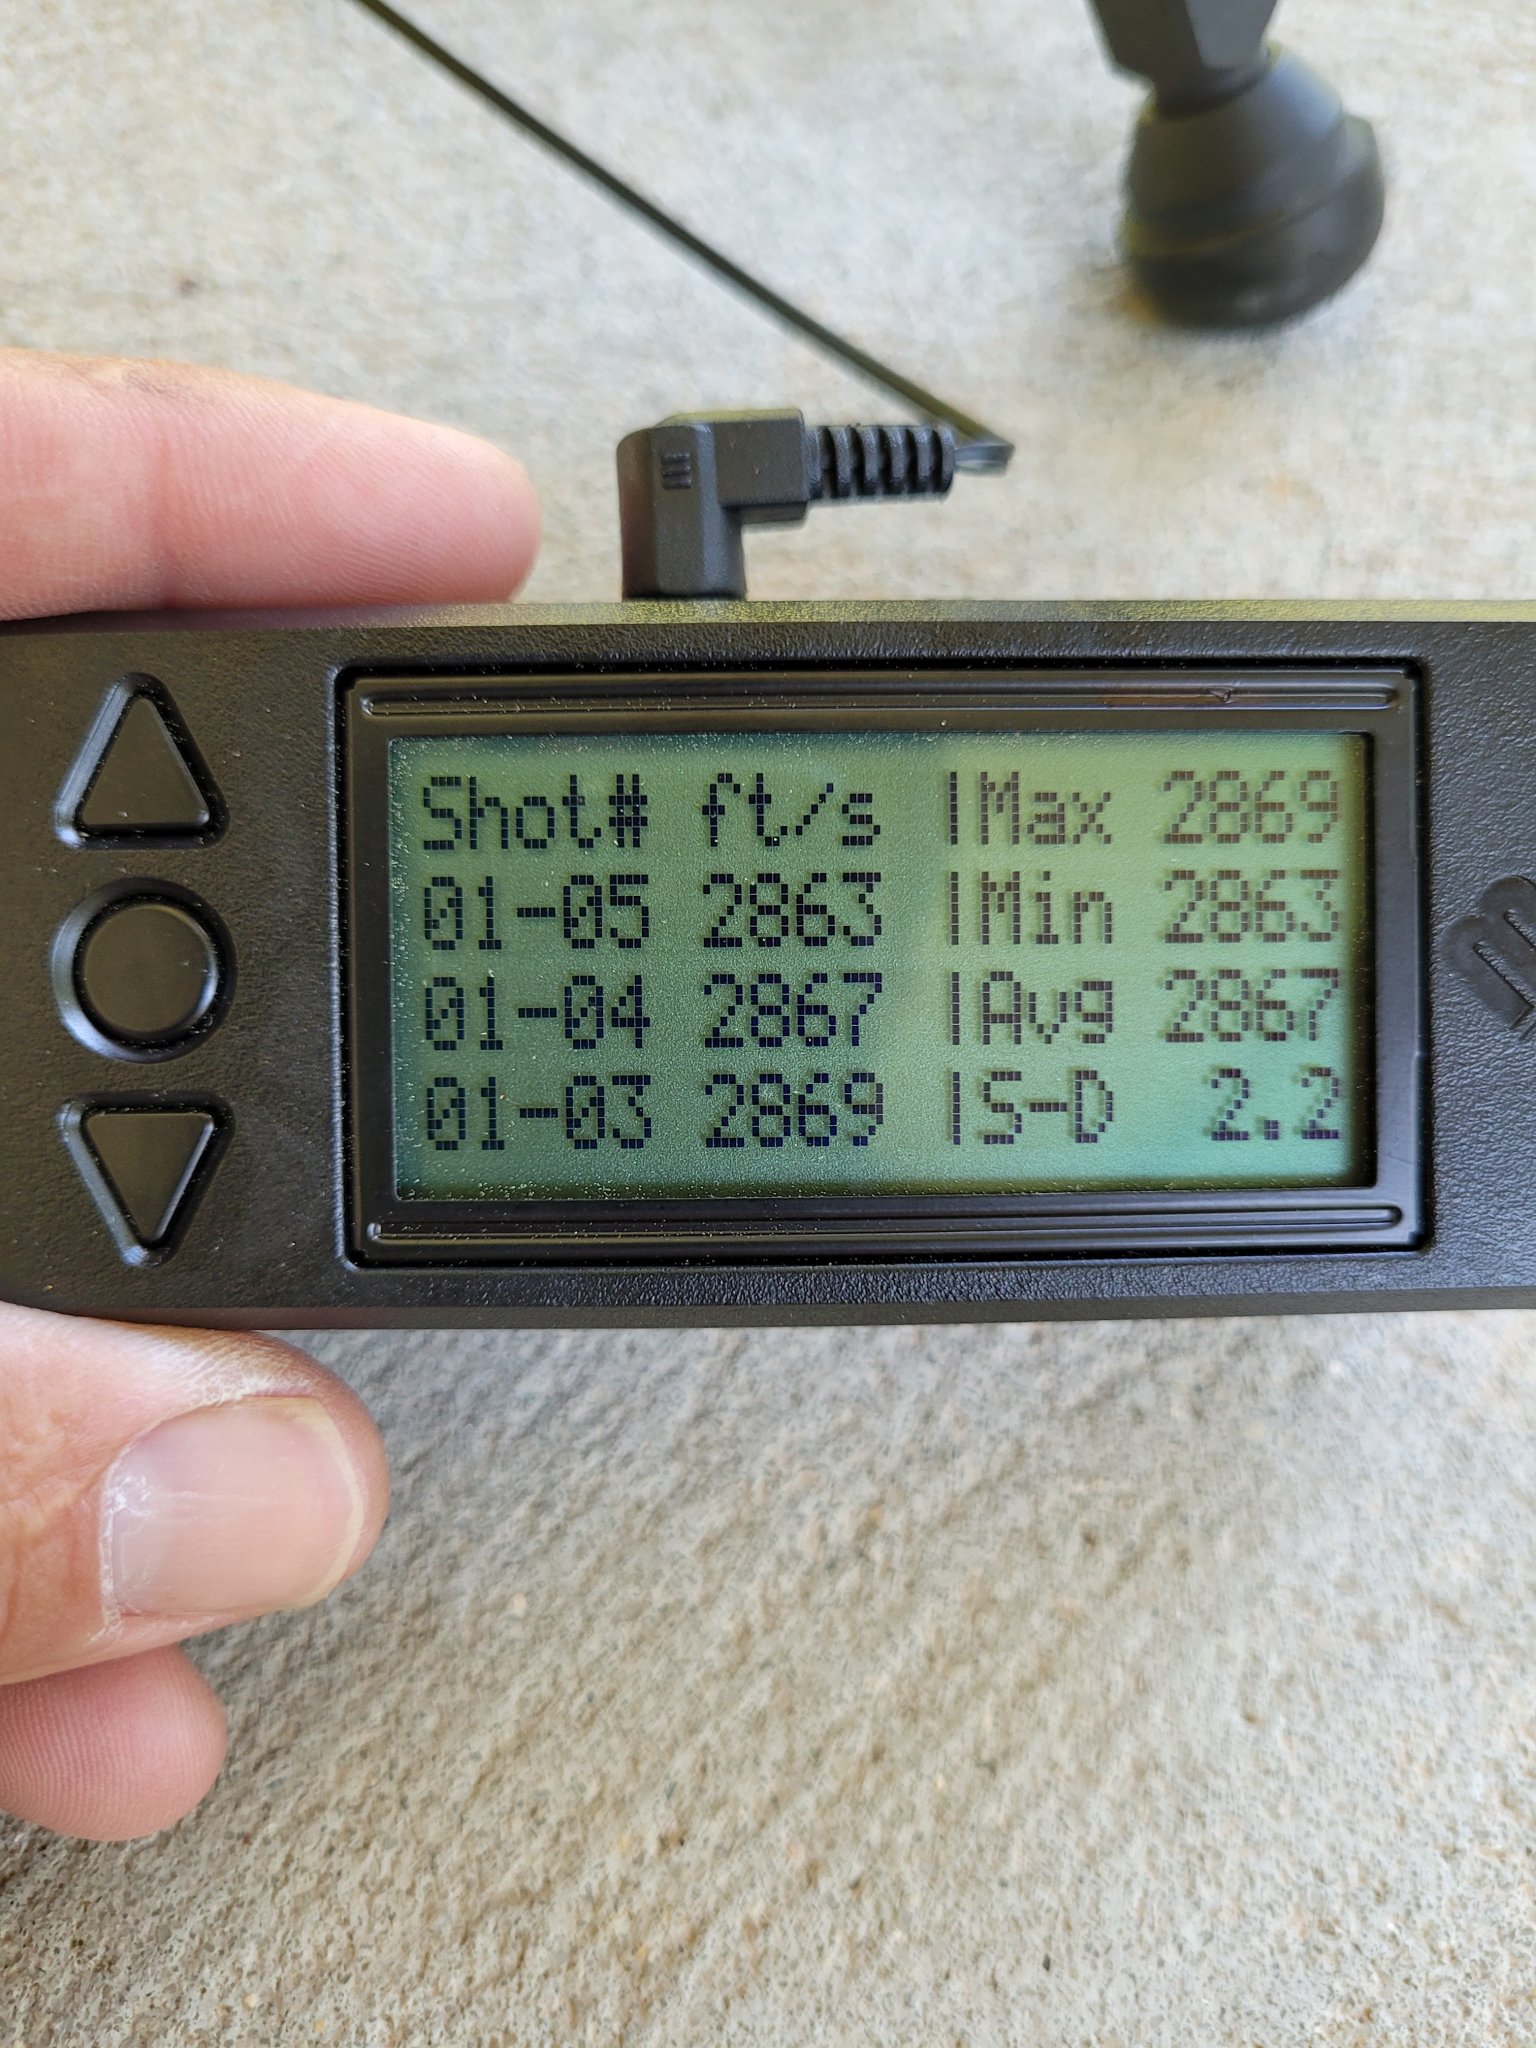 Shot# ft/s |Max 2869
01-05 2863 |Min 2863
01-04 2867 |Avg 2867
01-03 2869 |S-D 2.2